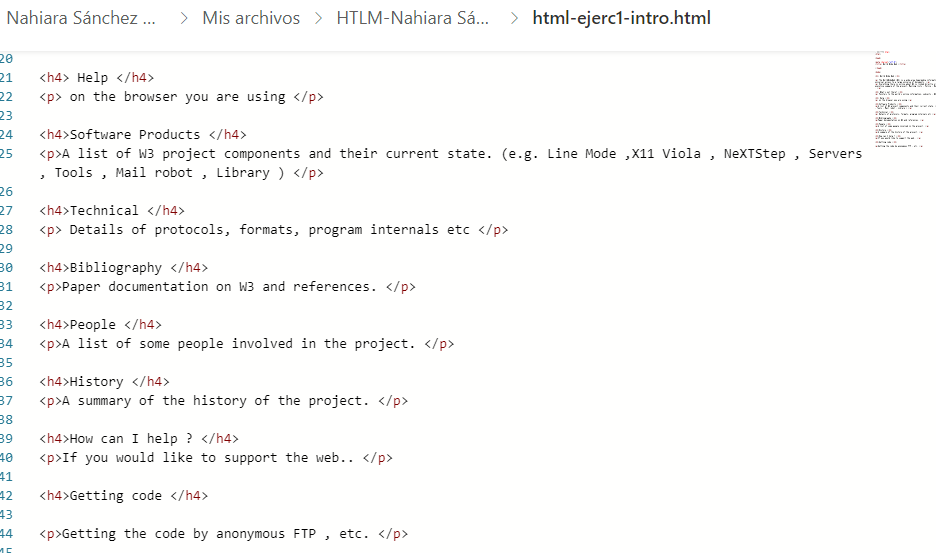 Nahiara Sánchez ... > Mis archivos > HTLM-Nahiara Sá... > html-ejerc1-intro.html
20
21 <h4> Help </h4>
22 <p> on the browser you are using </p>
23
24 <h4>Software Products </h4>
25 <p>A list of W3 project components and their current state. (e.g. Line Mode ,X11 Viola , NeXTStep , Servers
, Tools , Mail robot , Library ) </p>
26
27 <h4>Technical </h4>
28 <p> Details of protocols, formats, program internals etc </p>
29
30 <h4>Bibliography </h4>
31 <p>Paper documentation on W3 and references. </p>
32
33 <h4>People </h4>
34 <p>A list of some people involved in the project. </p>
35
36 <h4>History </h4>
37 <p>A summary of the history of the project. </p>
38
39 <h4>How can I help ? </h4>
40 <p>If you would like to support the web.. </p>
41
42 <h4>Getting code </h4>
43
44 <p>Getting the code by anonymous FTP , etc. </p>
45